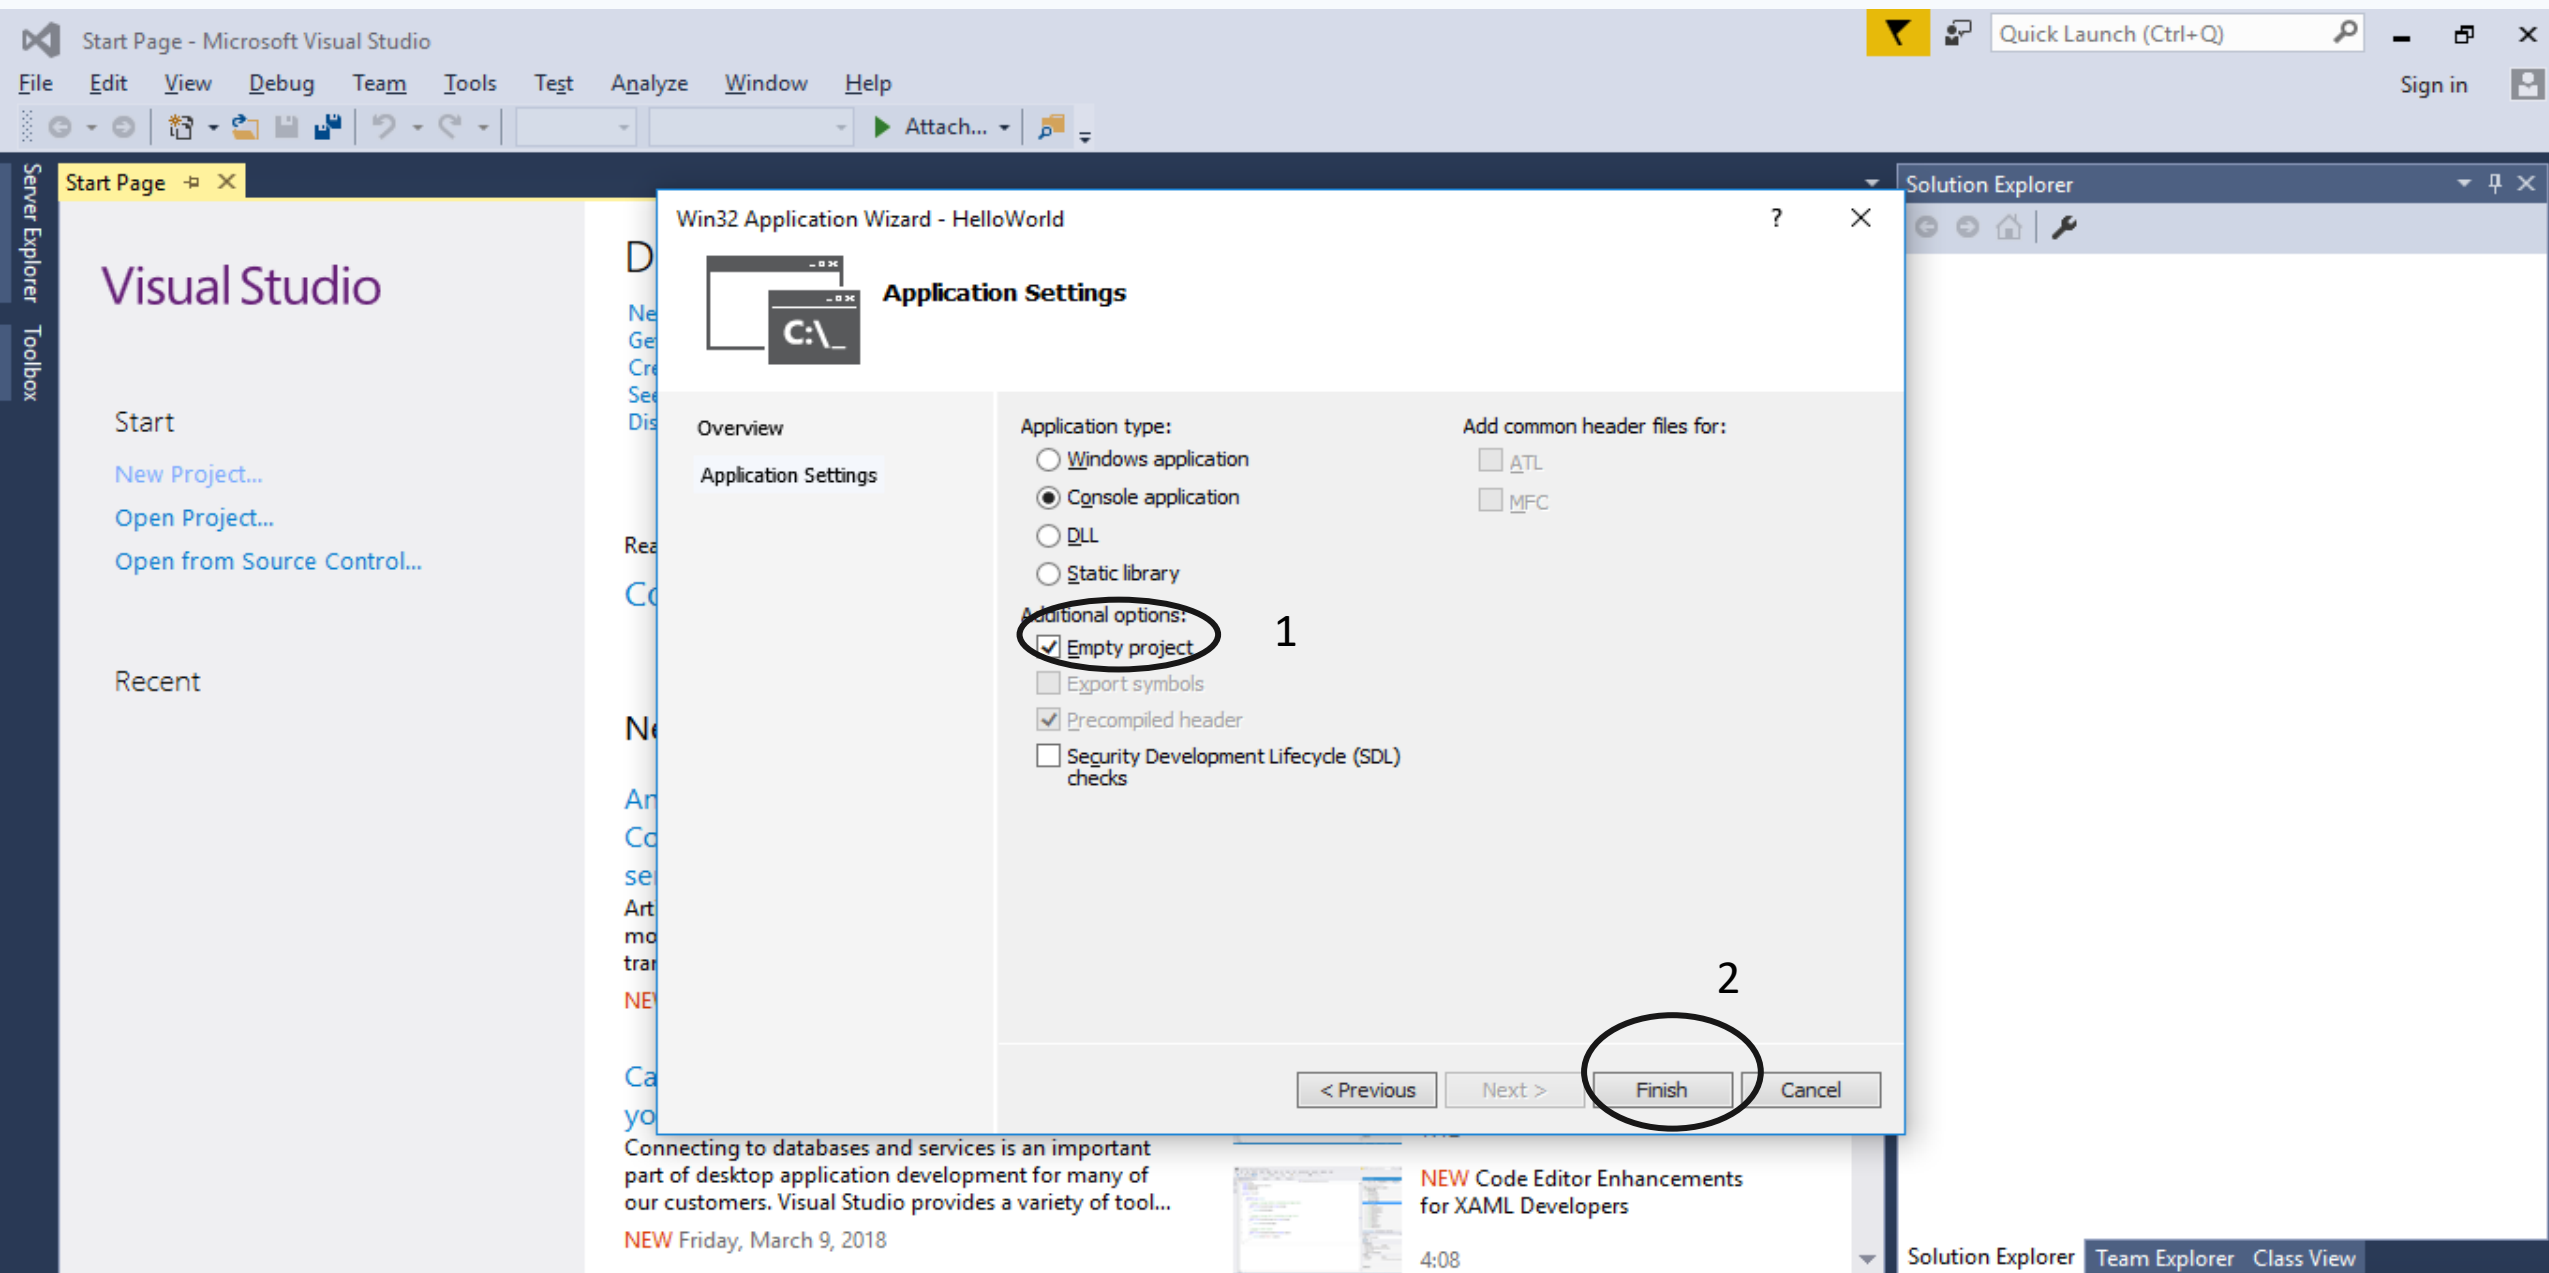 Start Page - Microsoft Visual Studio
Quick Launch (Ctrl+Q)
File Edit View Debug Team Tools Test Analyze Window Help
Sign in
Attach...
Server Explorer
Toolbox
Start Page
Solution Explorer
Visual Studio
Start
New Project...
Open Project...
Open from Source Control...
Recent
Win32 Application Wizard - HelloWorld
?
C:\_
Application Settings
Overview
Application Settings
Application type:
Windows application
Console application
DLL
Static library
Additional options:
Empty project
1
Export symbols
Precompiled header
Security Development Lifecycle (SDL)
checks
Add common header files for:
ATL
MFC
2
< Previous
Next >
Finish
Cancel
Connecting to databases and services is an important
part of desktop application development for many of
our customers. Visual Studio provides a variety of tool...
NEW Friday, March 9, 2018
NEW Code Editor Enhancements
for XAML Developers
4:08
Solution Explorer Team Explorer Class View